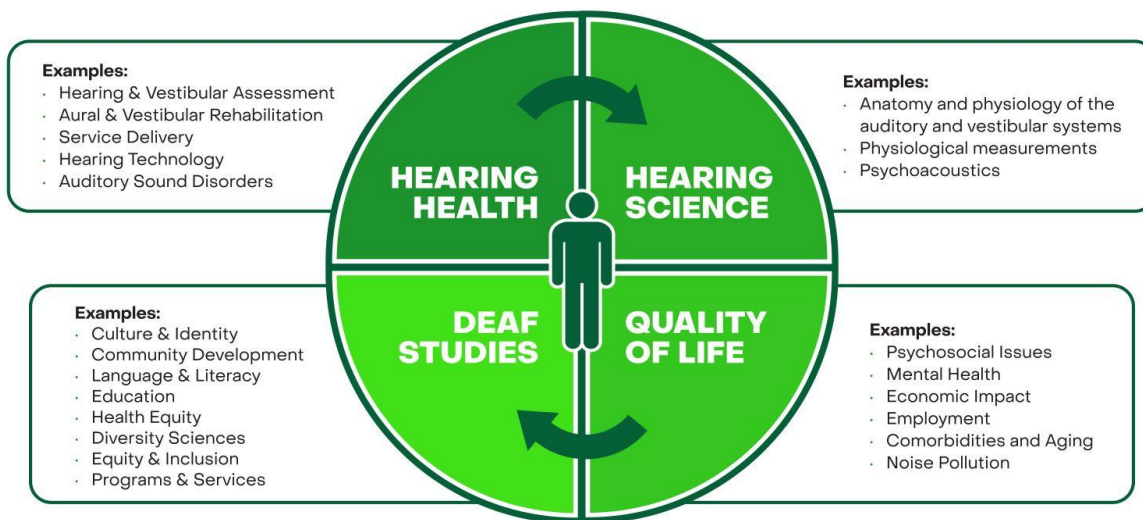 Examples:
· Hearing & Vestibular Assessment
· Aural & Vestibular Rehabilitation
· Service Delivery
· Hearing Technology
· Auditory Sound Disorders
HEARING
HEALTH
HEARING
SCIENCE
Examples:
· Anatomy and physiology of the
auditory and vestibular systems
· Physiological measurements
· Psychoacoustics
Examples:
· Culture & Identity
· Community Development
· Language & Literacy
· Education
· Health Equity
· Diversity Sciences
· Equity & Inclusion
· Programs & Services
DEAF
STUDIES
QUALITY
OF LIFE
Examples:
· Psychosocial Issues
· Mental Health
· Economic Impact
· Employment
· Comorbidities and Aging
· Noise Pollution